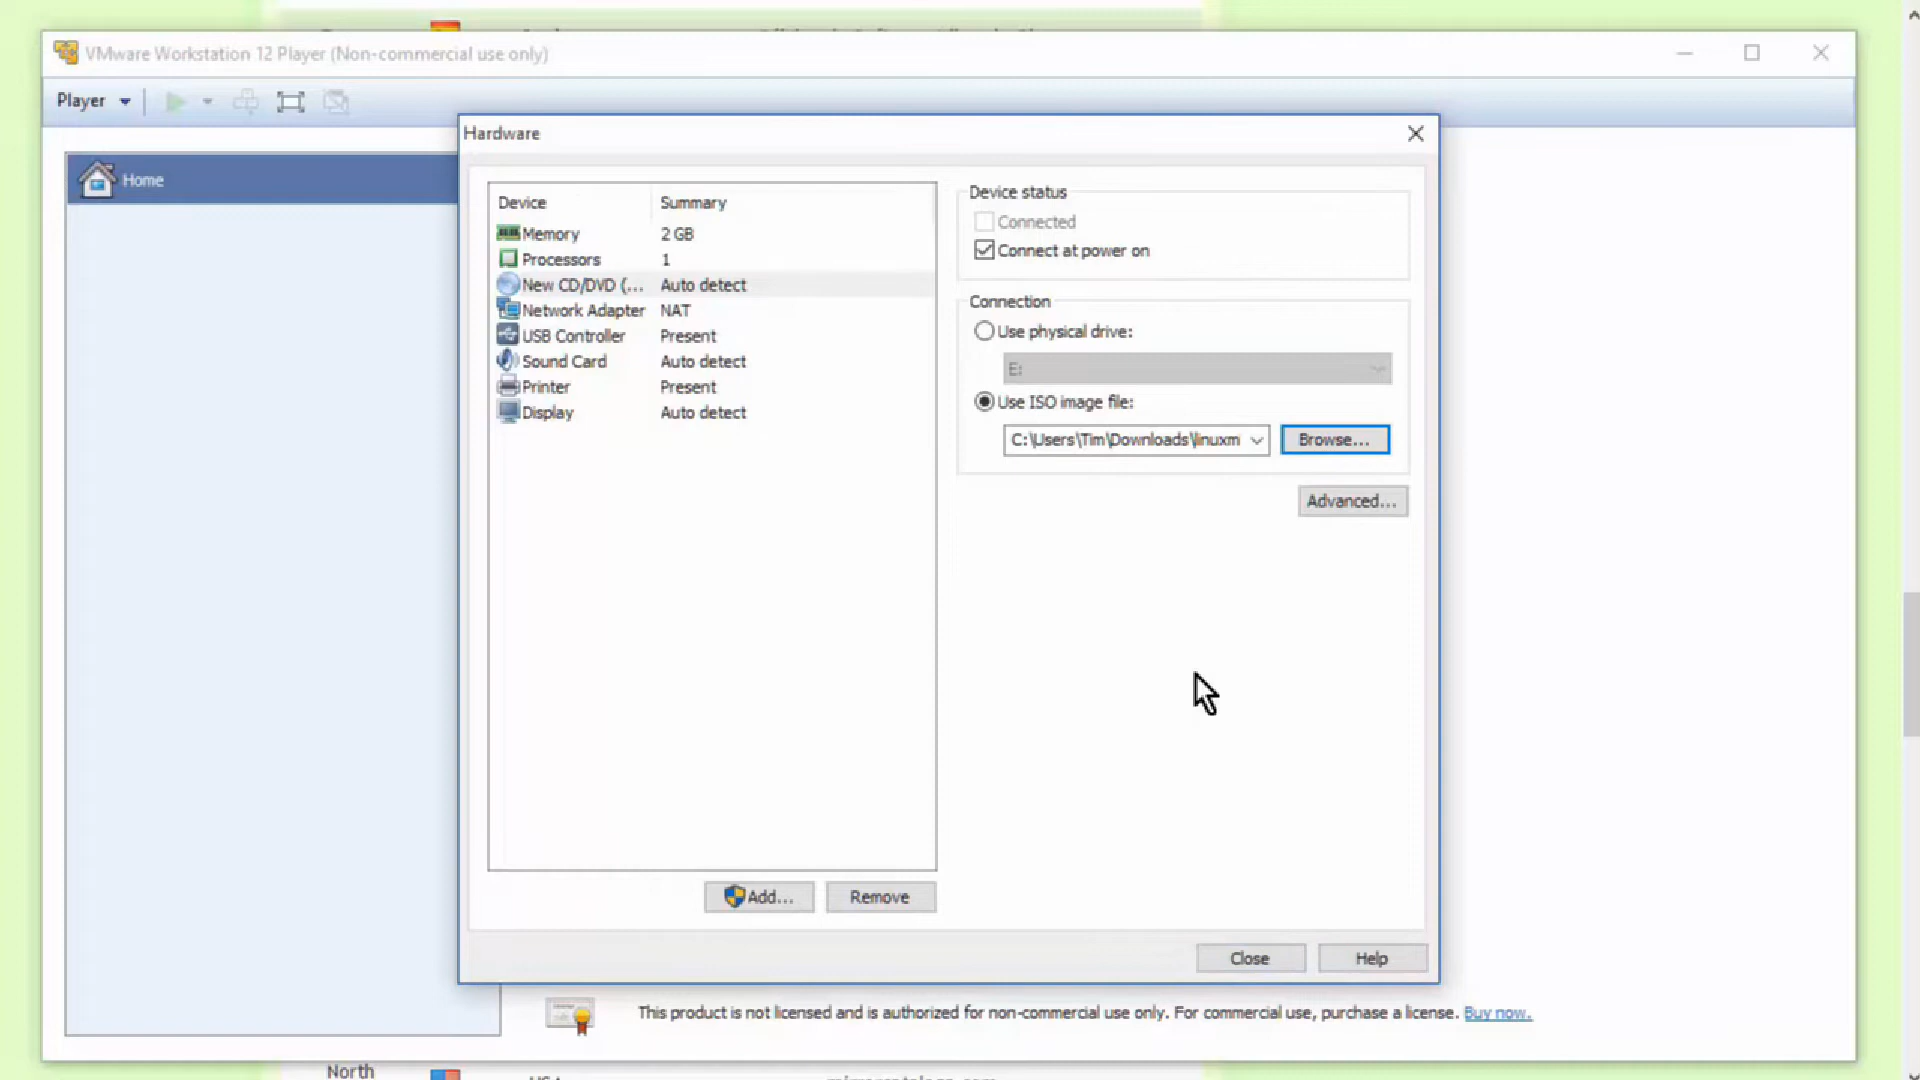 VMware Workstation 12 Player (Non-commercial use only)
Player
Hardware
Home
Device Summary
Memory 2 GB
Processors 1
New CD/DVD (... Auto detect
Network Adapter NAT
USB Controller Present
Sound Card Auto detect
Printer Present
Display Auto detect
Device status
Connected
Connect at power on
Connection
Use physical drive:
E:
Use ISO image file:
C:\Users\Tim\Downloads\linuxm
Browse...
Advanced...
Add...
Remove
Close
Help
This product is not licensed and is authorized for non-commercial use only. For commercial use, purchase a license. Buy now.
North